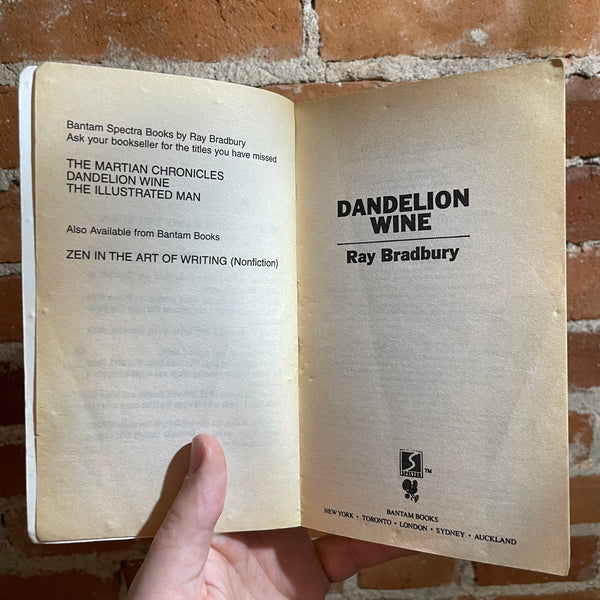 Bantam Spectra Books by Ray Bradbury
Ask your bookseller for the titles you have missed
THE MARTIAN CHRONICLES
DANDELION WINE
THE ILLUSTRATED MAN
Also Available from Bantam Books
ZEN IN THE ART OF WRITING (Nonfiction)
DANDELION
WINE
Ray Bradbury
S
SPECTRA
TM
BANTAM BOOKS
NEW YORK • TORONTO • LONDON • SYDNEY • AUCKLAND